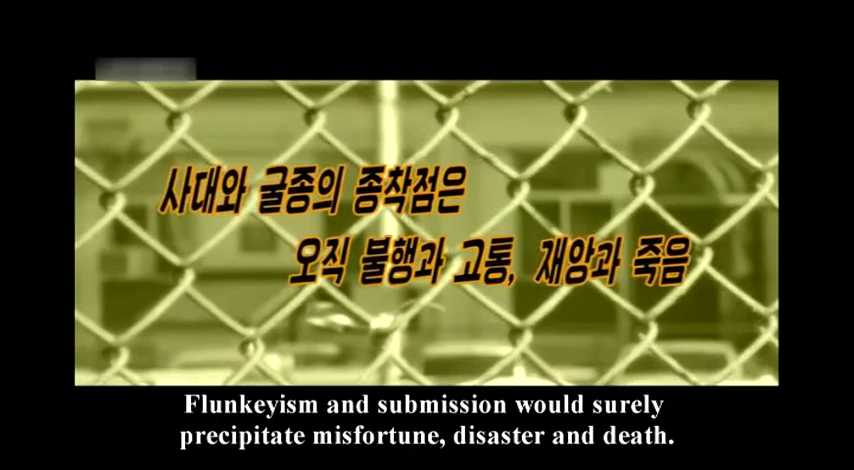 사대와 굴종의 종착점은
오직 불행과 고통, 재앙과 죽음
Flunkeyism and submission would surely
precipitate misfortune, disaster and death.